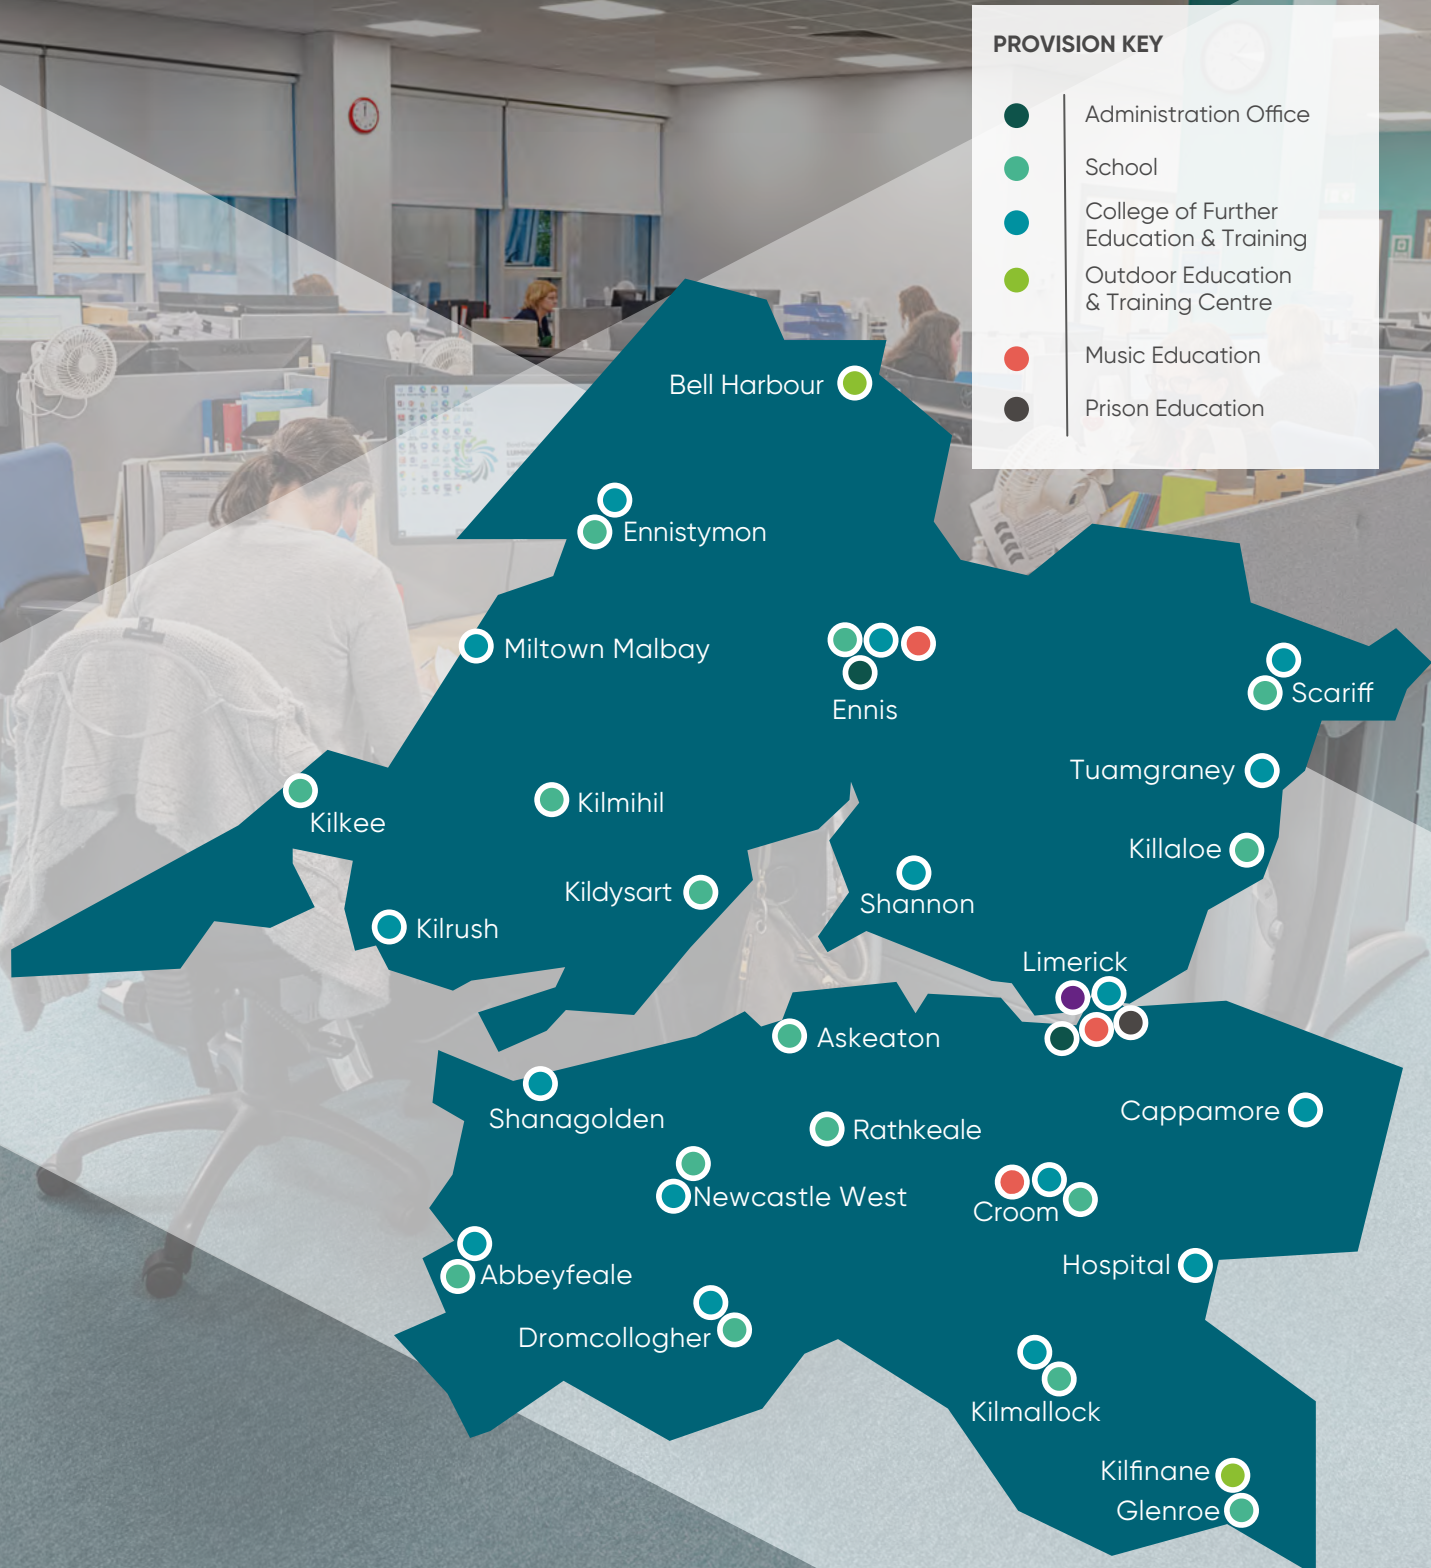 PROVISION KEY
Administration Office
School
College of Further
Education & Training
Outdoor Education
& Training Centre
Music Education
Prison Education
Bell Harbour
Ennistymon
Miltown Malbay
Ennis
Scariff
Tuamgraney
Kilkee
Kilmihil
Killaloe
Kildysart
Shannon
Kilrush
Limerick
Askeaton
Shanagolden
Cappamore
Rathkeale
Newcastle West
Croom
Hospital
Abbeyfeale
Dromcollogher
Kilmallock
Kilfinane
Glenroe